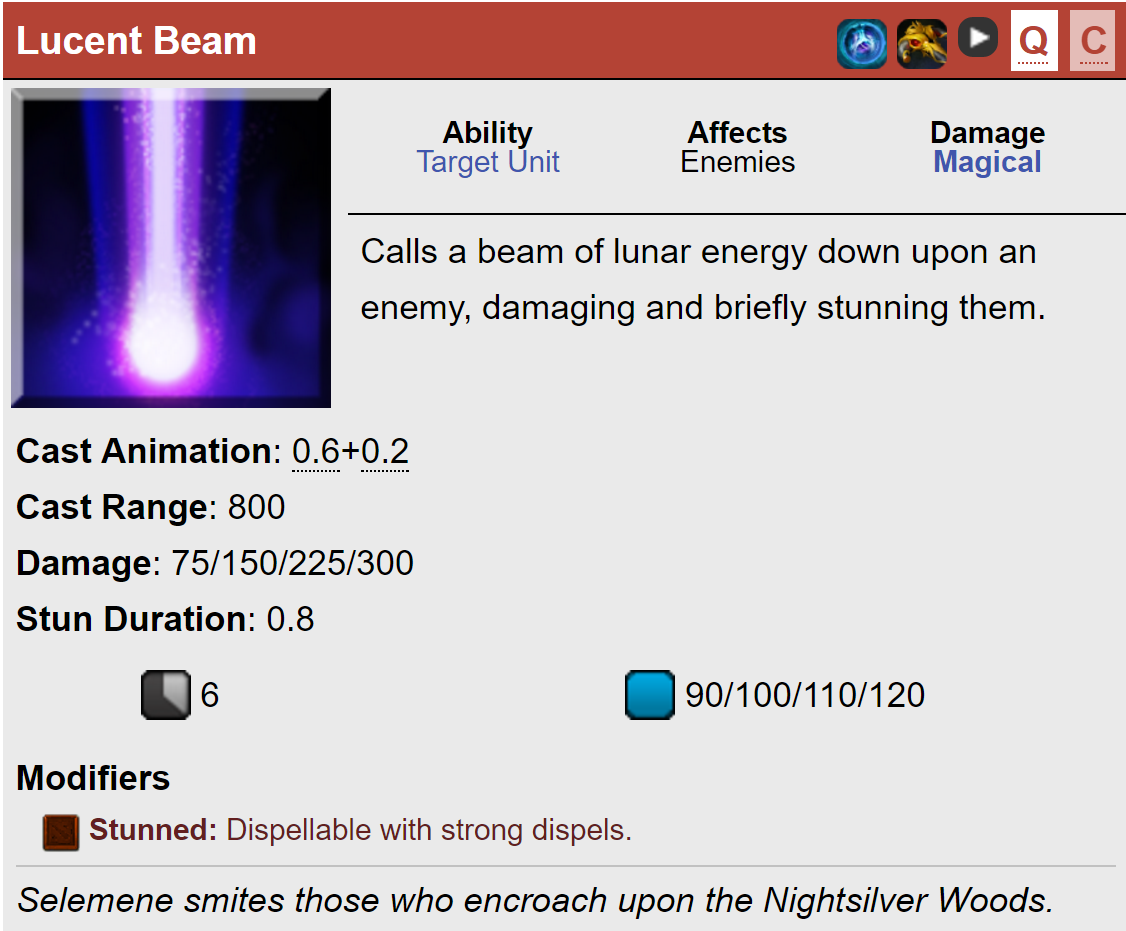 Lucent Beam
Q C
Ability Affects Damage
Target Unit Enemies Magical
Calls a beam of lunar energy down upon an
enemy, damaging and briefly stunning them.
Cast Animation: 0.6+0.2
Cast Range: 800
Damage: 75/150/225/300
Stun Duration: 0.8
6 90/100/110/120
Modifiers
Stunned: Dispellable with strong dispels.
Selemene smites those who encroach upon the Nightsilver Woods.